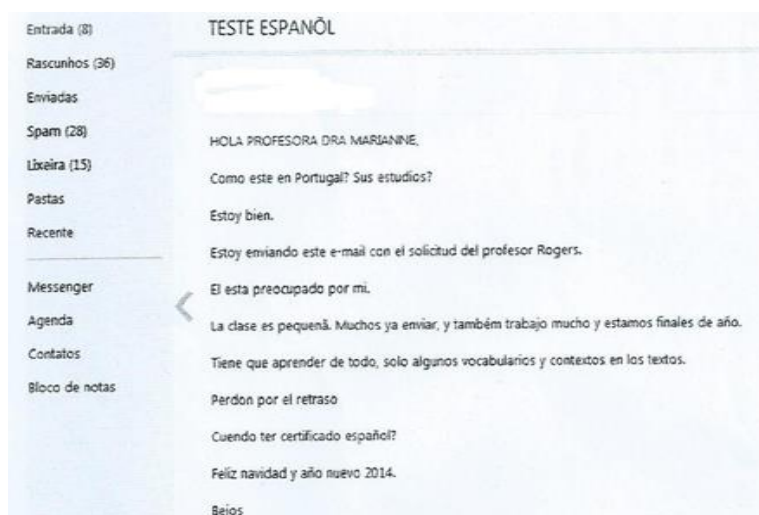 Entrada (8)
Rascunhos (36)
Enviadas
Spam (28)
Lixeira (15)
Pastas
Recente
Messenger
Agenda
Contatos
Bloco de notas
TESTE ESPANÕL
HOLA PROFESORA DRA MARIANNE,
Como este en Portugal? Sus estudios?
Estoy bien.
Estoy enviando este e-mail con el solicitud del profesor Rogers.
El esta preocupado por mi.
La clase es pequenã. Muchos ya enviar, y também trabajo mucho y estamos finales de año.
Tiene que aprender de todo, solo algunos vocabularios y contextos en los textos.
Perdon por el retraso
Cuendo ter certificado español?
Feliz navidad y año nuevo 2014.
Bejos